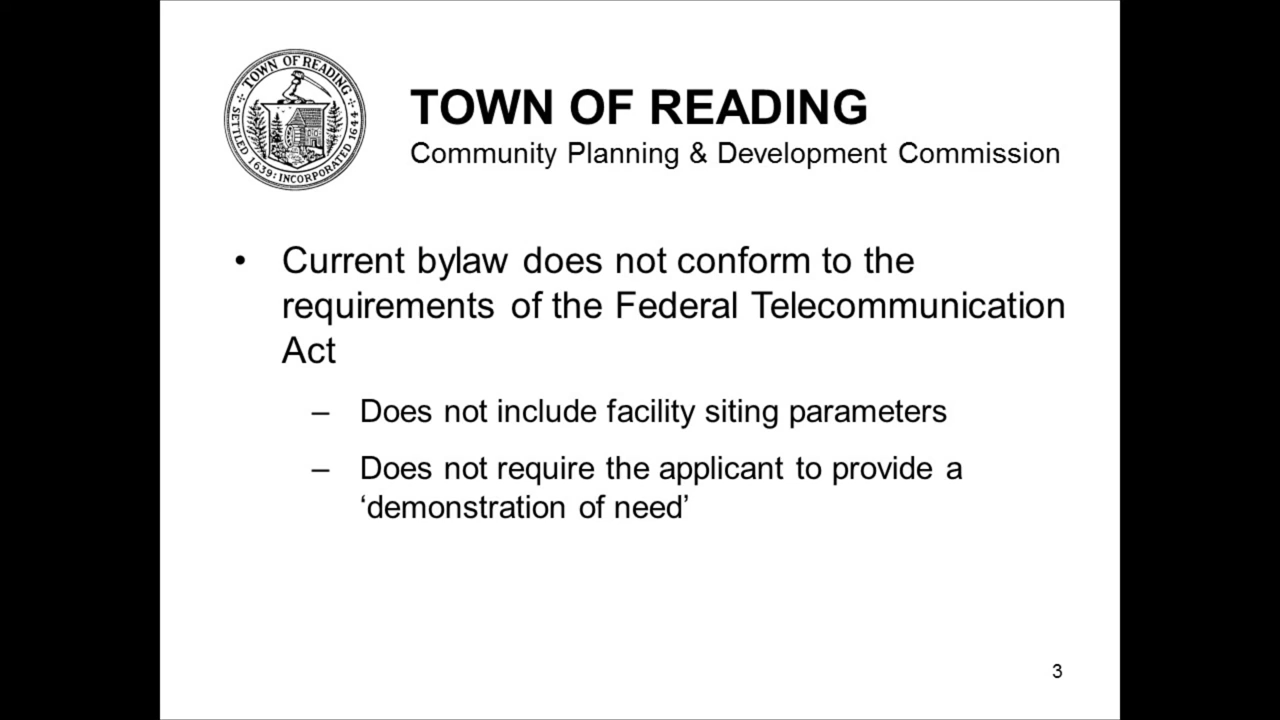 TOWN OF READING
SETTLED 1639: INCORPORATED 1644
TOWN OF READING
Community Planning & Development Commission
• Current bylaw does not conform to the
requirements of the Federal Telecommunication
Act
– Does not include facility siting parameters
– Does not require the applicant to provide a
‘demonstration of need’
3